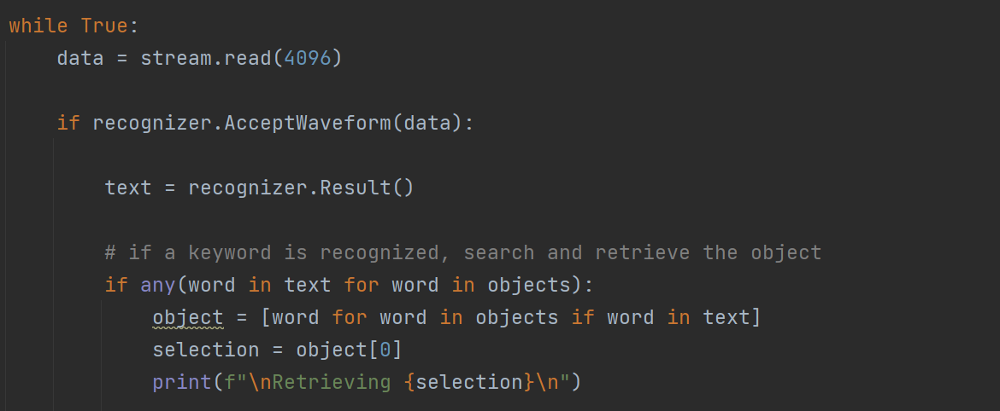 while True:
    data = stream.read(4096)

    if recognizer.AcceptWaveform(data):

        text = recognizer.Result()

        # if a keyword is recognized, search and retrieve the object
        if any(word in text for word in objects):
            object = [word for word in objects if word in text]
            selection = object[0]
            print(f"\nRetrieving {selection}\n")